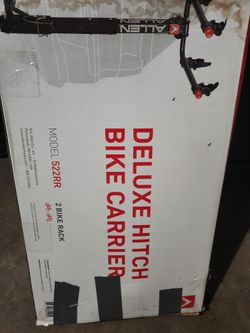 ALLEN
DELUXE HITCH
BIKE CARRIER
MODEL 522RR
2 BIKE RACK